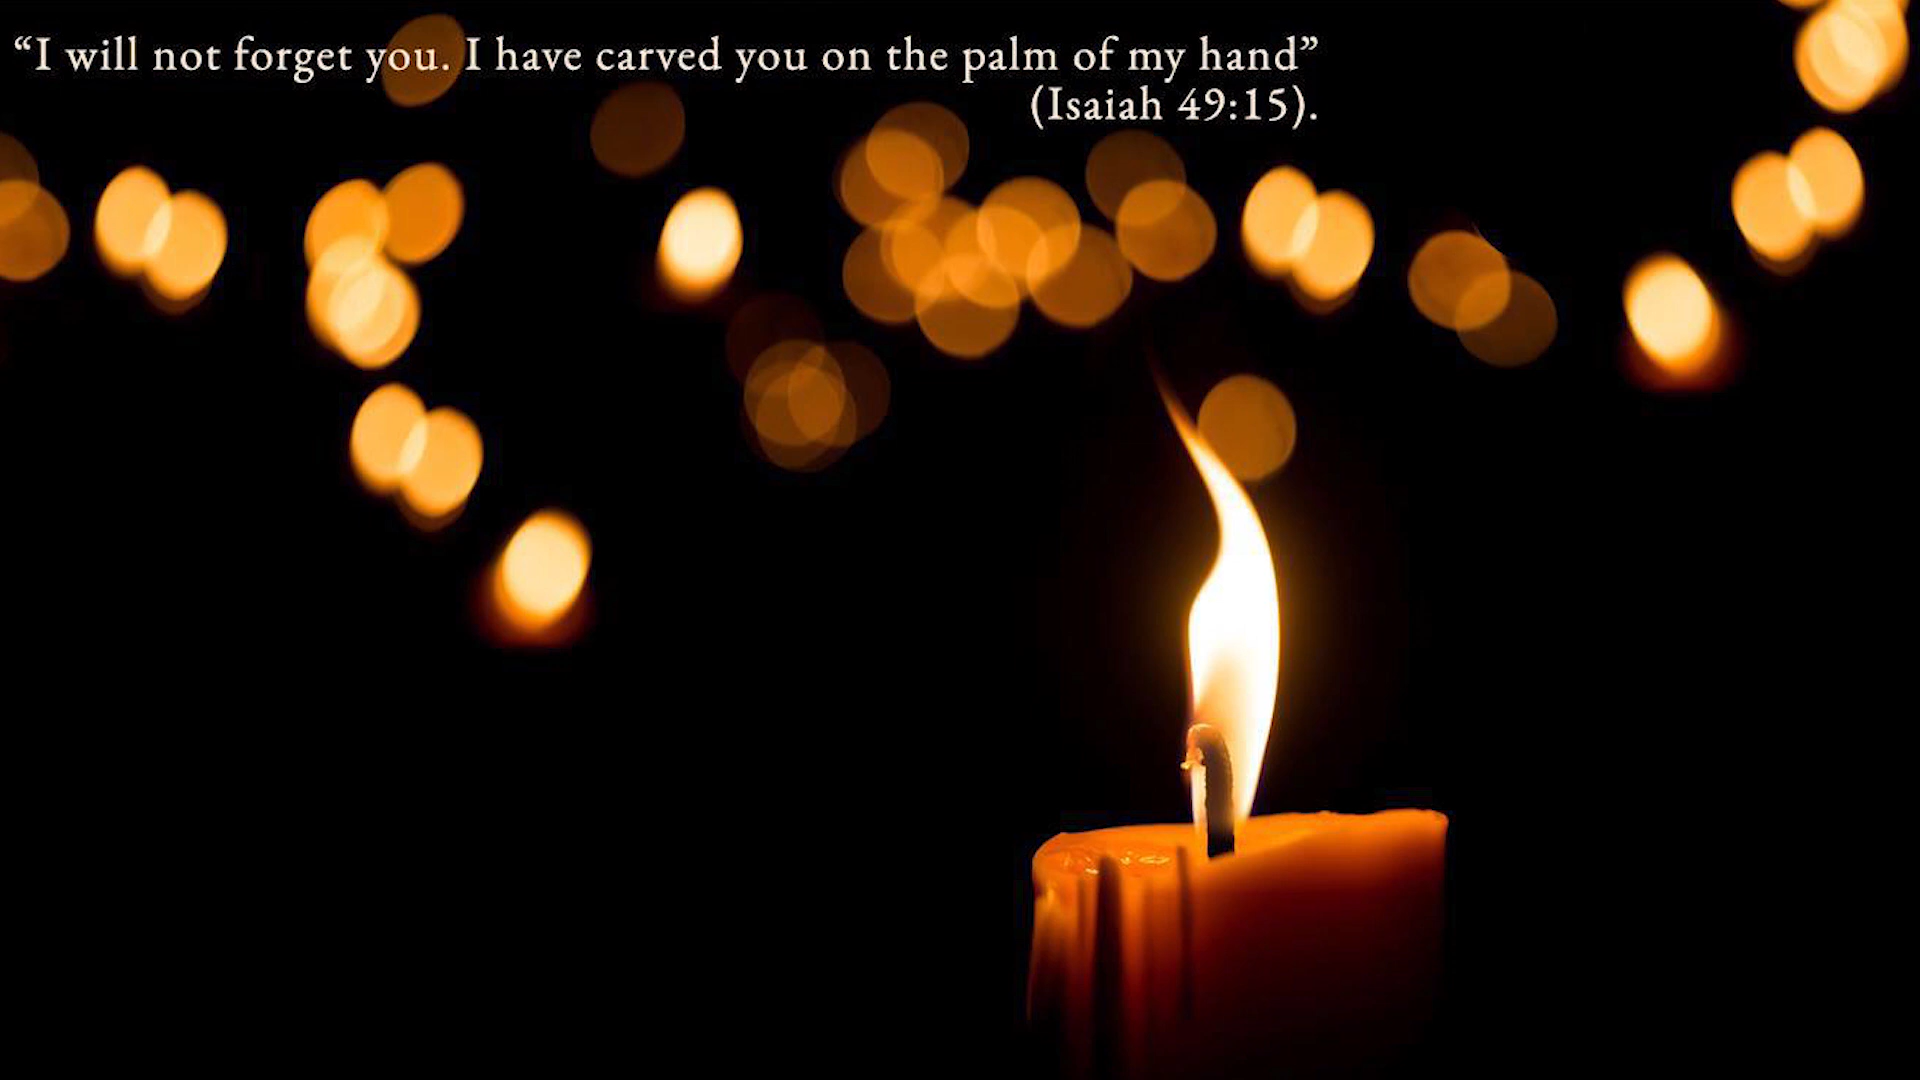 “I will not forget you. I have carved you on the palm of my hand”
(Isaiah 49:15).